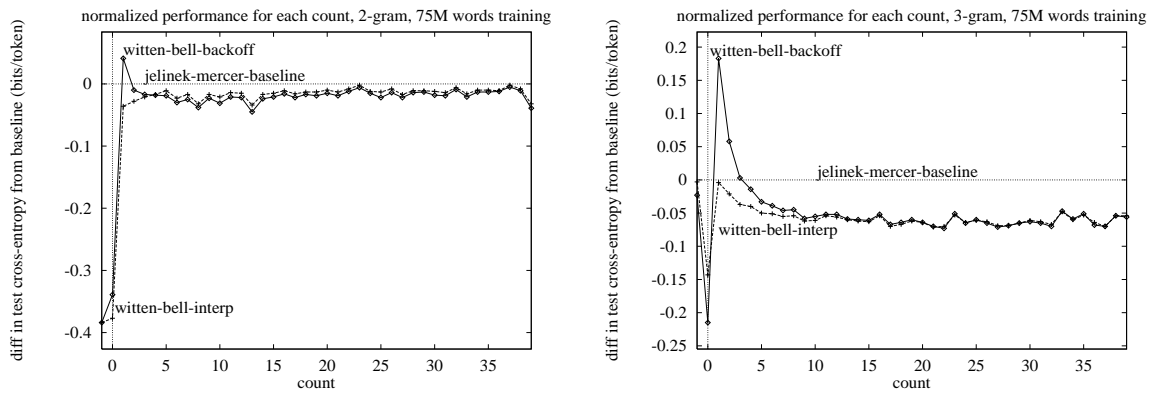 normalized performance for each count, 2-gram, 75M words training
diff in test cross-entropy from baseline (bits/token)
witten-bell-backoff
jelinek-mercer-baseline
0
-0.1
-0.2
-0.3
-0.4
witten-bell-interp
0 5 10 15 20 25 30 35
count
normalized performance for each count, 3-gram, 75M words training
diff in test cross-entropy from baseline (bits/token)
0.2
0.15
0.1
0.05
0
-0.05
-0.1
-0.15
-0.2
-0.25
witten-bell-backoff
jelinek-mercer-baseline
witten-bell-interp
0 5 10 15 20 25 30 35
count